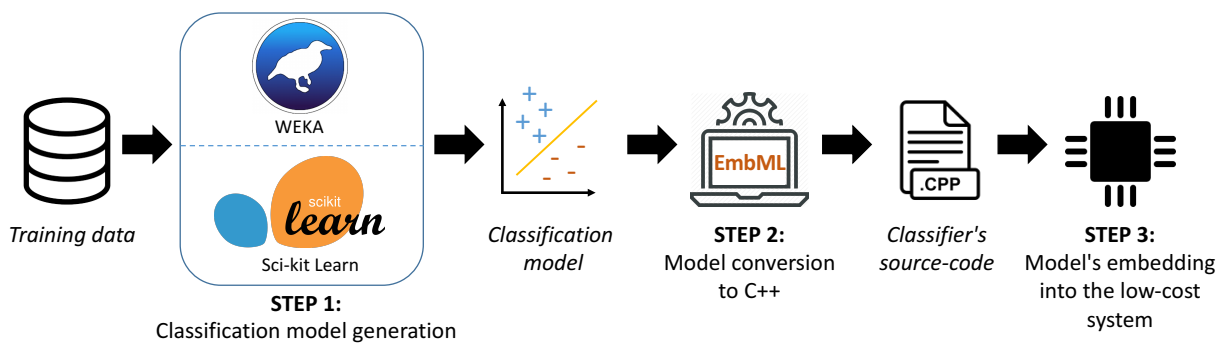 WEKA
scikit
learn
Sci-kit Learn
Training data
STEP 1:
Classification model generation
Classification
model
EmbML
STEP 2:
Model conversion
to C++
.CPP
Classifier's
source-code
STEP 3:
Model's embedding
into the low-cost
system